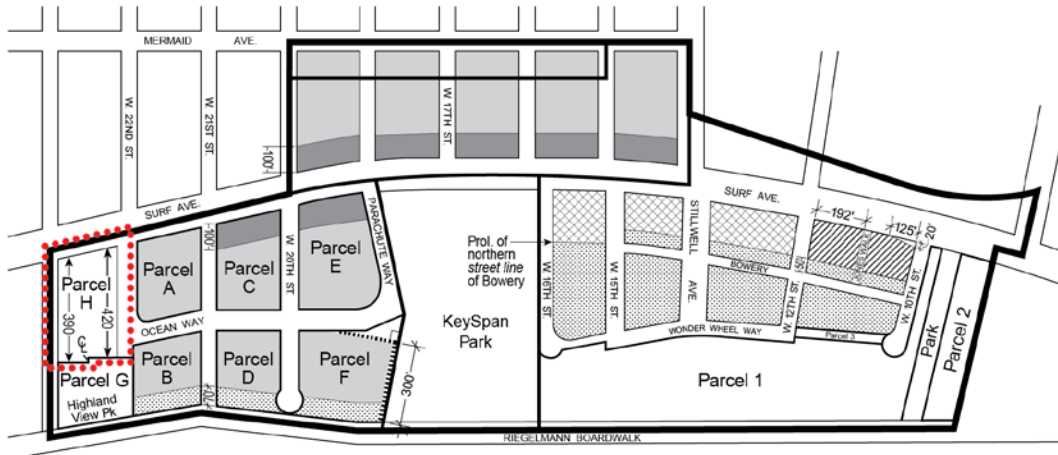 MERMAID AVE.
W. 22ND ST.
W. 21ST ST.
W. 17TH ST.
100'
SURF AVE.
SURF AVE.
192'
125'
20'
100'
PARACHUTE WAY
W. 20TH ST
Parcel
H
390'
420'
Parcel
A
Parcel
C
Parcel
E
Prol. of
northern
street line
of Bowery
W. 16TH ST.
W. 15TH ST.
STILLWELL
AVE.
BOWERY
50'
W. 12TH ST.
W. 10TH ST.
OCEAN WAY
KeySpan
Park
WONDER WHEEL WAY
Parcel 3
Park
Parcel 2
Parcel G
Highland
View Pk
Parcel
B
Parcel
D
Parcel
F
70'
300'
Parcel 1
RIEGELMANN BOARDWALK